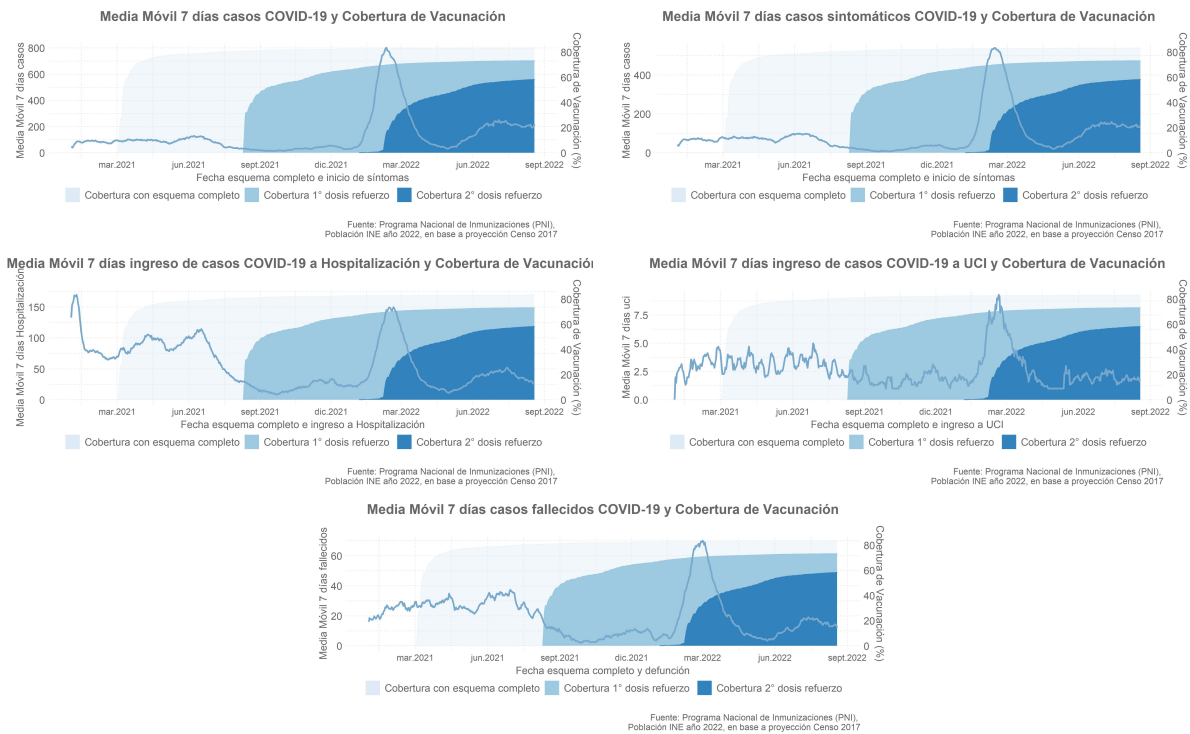 Media Móvil 7 días casos COVID-19 y Cobertura de Vacunación
Media Móvil 7 días casos
800
600
400
200
0
Cobertura de Vacunación (%)
80
60
40
20
0
mar.2021 jun.2021 sept.2021 dic.2021 mar.2022 jun.2022 sept.2022
Fecha esquema completo e inicio de síntomas
Cobertura con esquema completo Cobertura 1° dosis refuerzo Cobertura 2° dosis refuerzo
Fuente: Programa Nacional de Inmunizaciones (PNI),
Población INE año 2022, en base a proyección Censo 2017
Media Móvil 7 días casos sintomáticos COVID-19 y Cobertura de Vacunación
Media Móvil 7 días casos
400
200
0
Cobertura de Vacunación (%)
80
60
40
20
0
mar.2021 jun.2021 sept.2021 dic.2021 mar.2022 jun.2022 sept.2022
Fecha esquema completo e inicio de síntomas
Cobertura con esquema completo Cobertura 1° dosis refuerzo Cobertura 2° dosis refuerzo
Fuente: Programa Nacional de Inmunizaciones (PNI),
Población INE año 2022, en base a proyección Censo 2017
Media Móvil 7 días ingreso de casos COVID-19 a Hospitalización y Cobertura de Vacunación
Media Móvil 7 días Hospitalización
150
100
50
0
Cobertura de Vacunación (%)
80
60
40
20
0
mar.2021 jun.2021 sept.2021 dic.2021 mar.2022 jun.2022 sept.2022
Fecha esquema completo e ingreso a Hospitalización
Cobertura con esquema completo Cobertura 1° dosis refuerzo Cobertura 2° dosis refuerzo
Fuente: Programa Nacional de Inmunizaciones (PNI),
Población INE año 2022, en base a proyección Censo 2017
Media Móvil 7 días ingreso de casos COVID-19 a UCI y Cobertura de Vacunación
Media Móvil 7 días uci
7.5
5.0
2.5
0.0
Cobertura de Vacunación (%)
80
60
40
20
0
mar.2021 jun.2021 sept.2021 dic.2021 mar.2022 jun.2022 sept.2022
Fecha esquema completo e ingreso a UCI
Cobertura con esquema completo Cobertura 1° dosis refuerzo Cobertura 2° dosis refuerzo
Fuente: Programa Nacional de Inmunizaciones (PNI),
Población INE año 2022, en base a proyección Censo 2017
Media Móvil 7 días casos fallecidos COVID-19 y Cobertura de Vacunación
Media Móvil 7 días fallecidos
60
40
20
0
Cobertura de Vacunación (%)
80
60
40
20
0
mar.2021 jun.2021 sept.2021 dic.2021 mar.2022 jun.2022 sept.2022
Fecha esquema completo y defunción
Cobertura con esquema completo Cobertura 1° dosis refuerzo Cobertura 2° dosis refuerzo
Fuente: Programa Nacional de Inmunizaciones (PNI),
Población INE año 2022, en base a proyección Censo 2017